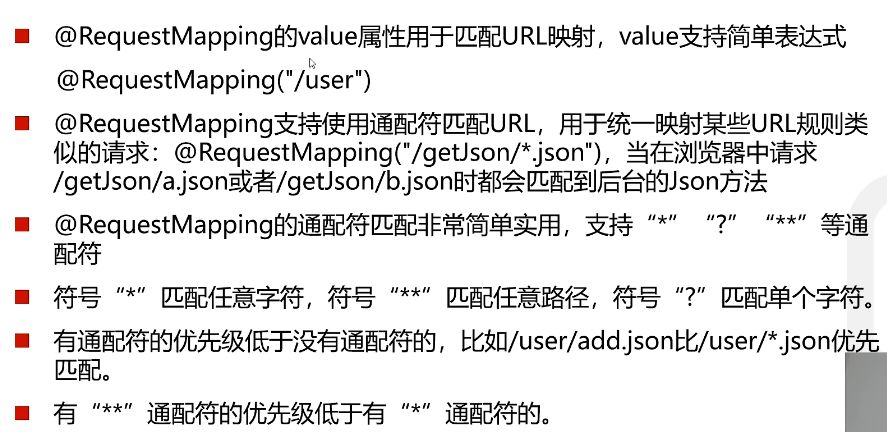 @RequestMapping的value属性用于匹配URL映射，value支持简单表达式
@RequestMapping("/user")
@RequestMapping支持使用通配符匹配URL，用于统一映射某些URL规则类
似的请求：@RequestMapping("/getJson/*.json")，当在浏览器中请求
/getJson/a.json或者/getJson/b.json时都会匹配到后台的Json方法
@RequestMapping的通配符匹配非常简单实用，支持“*”“?”“**”等通
配符
符号“*”匹配任意字符，符号“**”匹配任意路径，符号“?”匹配单个字符。
有通配符的优先级低于没有通配符的，比如/user/add.json比/user/*.json优先
匹配。
有“**”通配符的优先级低于有“*”通配符的。